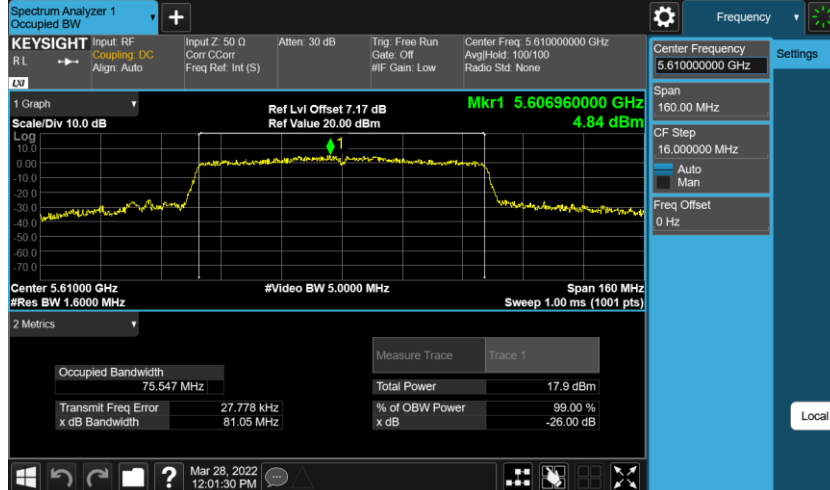 Spectrum Analyzer 1
Occupied BW
Frequency
KEYSIGHT
R L
LXI
Input: RF
Coupling: DC
Align: Auto
Input Z: 50 Ω
Corr CCorr
Freq Ref: Int (S)
Atten: 30 dB
Trig: Free Run
Gate: Off
#IF Gain: Low
Center Freq: 5.610000000 GHz
Avg|Hold: 100/100
Radio Std: None
Center Frequency
5.610000000 GHz
Settings
Span
160.00 MHz
CF Step
16.000000 MHz
Auto
Man
Freq Offset
0 Hz
1 Graph
Scale/Div 10.0 dB
Ref Lvl Offset 7.17 dB
Ref Value 20.00 dBm
Mkr1 5.606960000 GHz
4.84 dBm
Log
10.0
0.00
-10.0
-20.0
-30.0
-40.0
-50.0
-60.0
-70.0
1
Center 5.61000 GHz
#Res BW 1.6000 MHz
#Video BW 5.0000 MHz
Span 160 MHz
Sweep 1.00 ms (1001 pts)
2 Metrics
Measure Trace Trace 1
Occupied Bandwidth
75.547 MHz
Total Power 17.9 dBm
Transmit Freq Error 27.778 kHz
% of OBW Power 99.00 %
x dB Bandwidth 81.05 MHz
x dB -26.00 dB
Local
?
Mar 28, 2022
12:01:30 PM